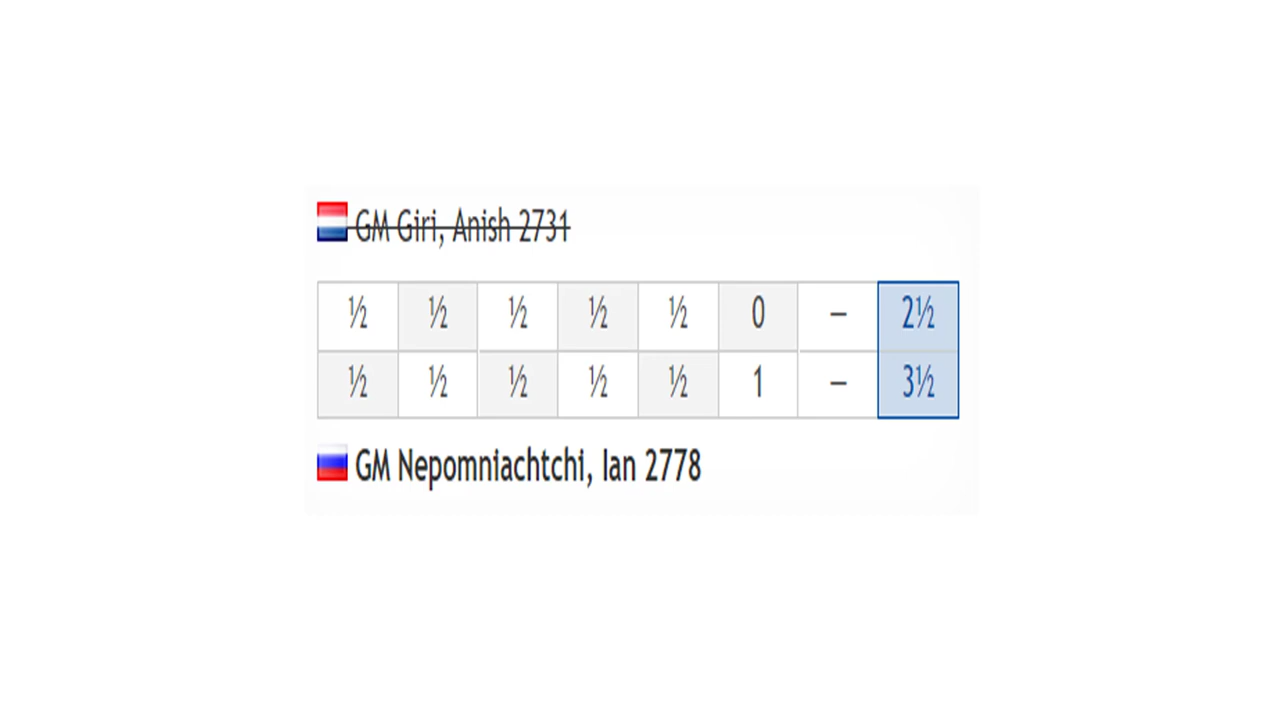 GM Giri, Anish 2731
½ ½ ½ ½ ½ 0 – 2½
½ ½ ½ ½ ½ 1 – 3½
GM Nepomniachtchi, Ian 2778